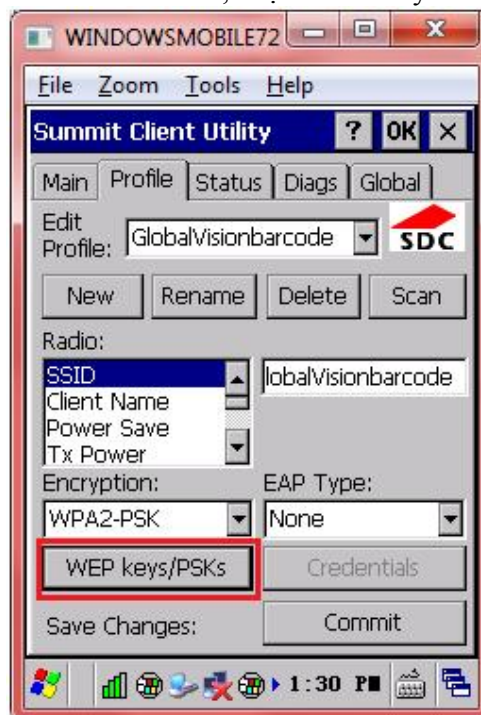 WINDOWSMOBILE72
File Zoom Tools Help
Summit Client Utility ? OK ×
Main Profile Status Diags Global
Edit Profile: GlobalVisionbarcode SDC
New Rename Delete Scan
Radio:
SSID lobalVisionbarcode
Client Name
Power Save
Tx Power
Encryption: EAP Type:
WPA2-PSK None
WEP keys/PSKs Credentials
Save Changes: Commit
1:30 PM